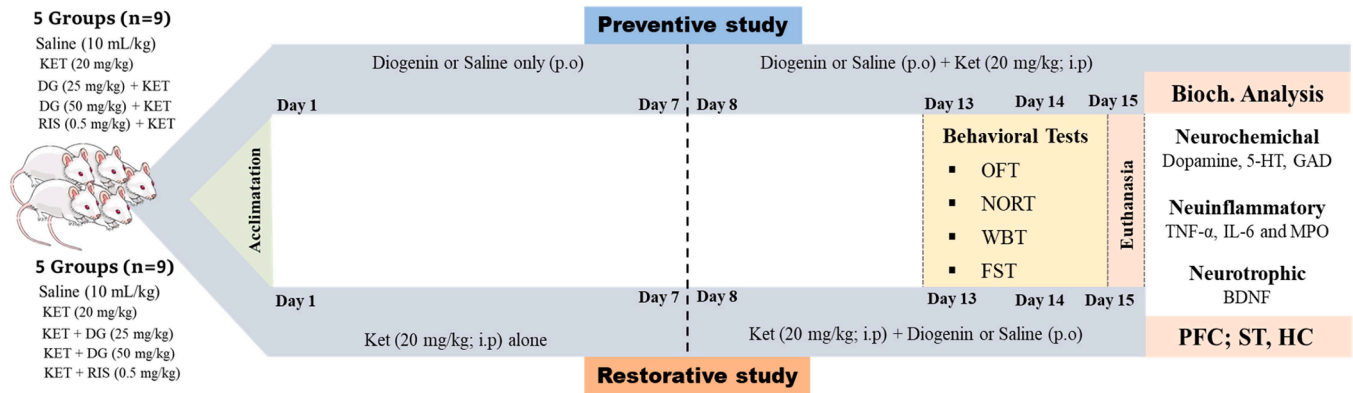 5 Groups (n=9)
Saline (10 mL/kg)
KET (20 mg/kg)
DG (25 mg/kg) + KET
DG (50 mg/kg) + KET
RIS (0.5 mg/kg) + KET
5 Groups (n=9)
Saline (10 mL/kg)
KET (20 mg/kg)
KET + DG (25 mg/kg)
KET + DG (50 mg/kg)
KET + RIS (0.5 mg/kg)
Preventive study
Diogenin or Saline only (p.o)
Diogenin or Saline (p.o) + Ket (20 mg/kg; i.p)
Day 1
Day 7
Day 8
Day 13
Day 14
Day 15
Acclimatation
Behavioral Tests
▪ OFT
▪ NORT
▪ WBT
▪ FST
Euthanasia
Day 1
Day 7
Day 8
Day 13
Day 14
Day 15
Ket (20 mg/kg; i.p) alone
Ket (20 mg/kg; i.p) + Diogenin or Saline (p.o)
Restorative study
Bioch. Analysis
Neurochemichal
Dopamine, 5-HT, GAD
Neuinflammatory
TNF-α, IL-6 and MPO
Neurotrophic
BDNF
PFC; ST, HC